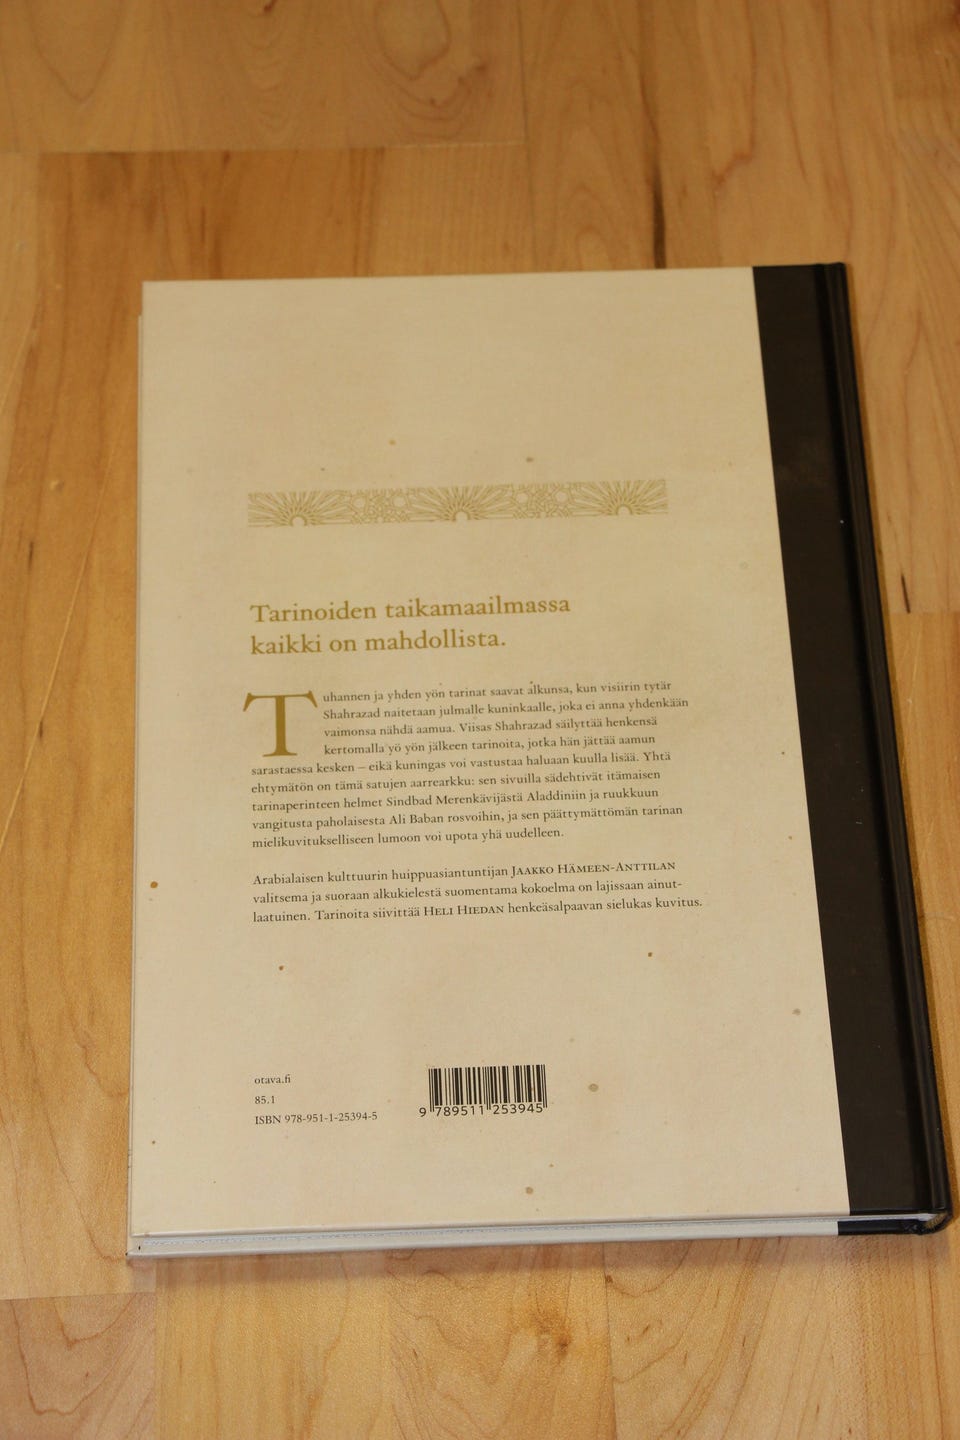 Tarinoiden taikamaailmassa
kaikki on mahdollista.
Tuhannen ja yhden yön tarinat saavat alkunsa, kun visiirin tytär
Shahrazad naitetaan julmalle kuninkaalle, joka ei anna yhdenkään
vaimonsa nähdä aamua. Viisas Shahrazad säilyttää henkensä
kertomalla yö yön jälkeen tarinoita, jotka hän jättää aamun
sarastaessa kesken – eikä kuningas voi vastustaa haluaan kuulla lisää. Yhtä
ehtymätön on tämä satujen aarrearkku: sen sivuilla sädehtivät itämaisen
tarinaperinteen helmet Sindbad Merenkävijästä Aladdiniin ja ruukkuun
vangitusta paholaisesta Ali Baban rosvoihin, ja sen päättymättömän tarinan
mielikuvitukselliseen lumoon voi upota yhä uudelleen.
Arabialaisen kulttuurin huippuasiantuntijan JAAKKO HÄMEEN-ANTTILAN
valitsema ja suoraan alkukielestä suomentama kokoelma on lajissaan ainut-
laatuinen. Tarinoita siivittää HELI HIEDAN henkeäsalpaavan sielukas kuvitus.
otava.fi
85.1
ISBN 978-951-1-25394-5
9 789511 253945